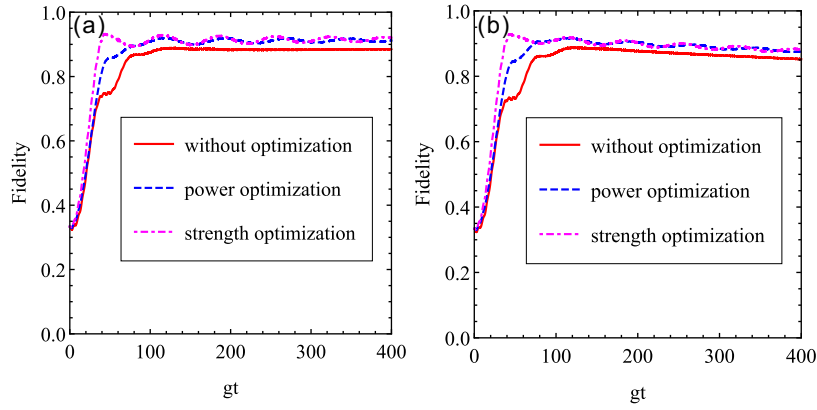 (a)
1.0
0.8
0.6
0.4
0.2
0.0
Fidelity
without optimization
power optimization
strength optimization
0 100 200 300 400
gt
(b)
1.0
0.8
0.6
0.4
0.2
0.0
Fidelity
without optimization
power optimization
strength optimization
0 100 200 300 400
gt